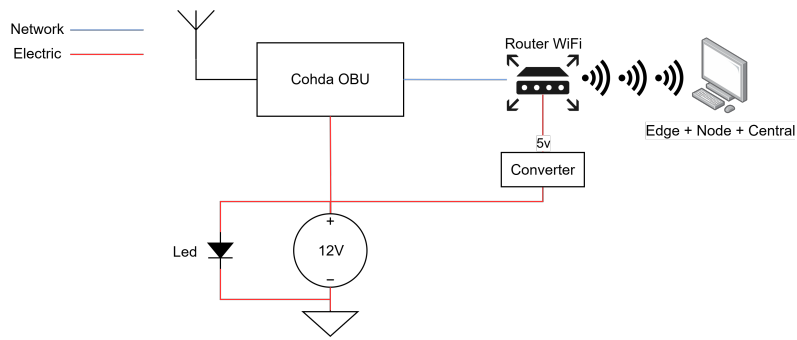 Network
Electric
Cohda OBU
Router WiFi
Edge + Node + Central
5v
Converter
Led
+
12V
−